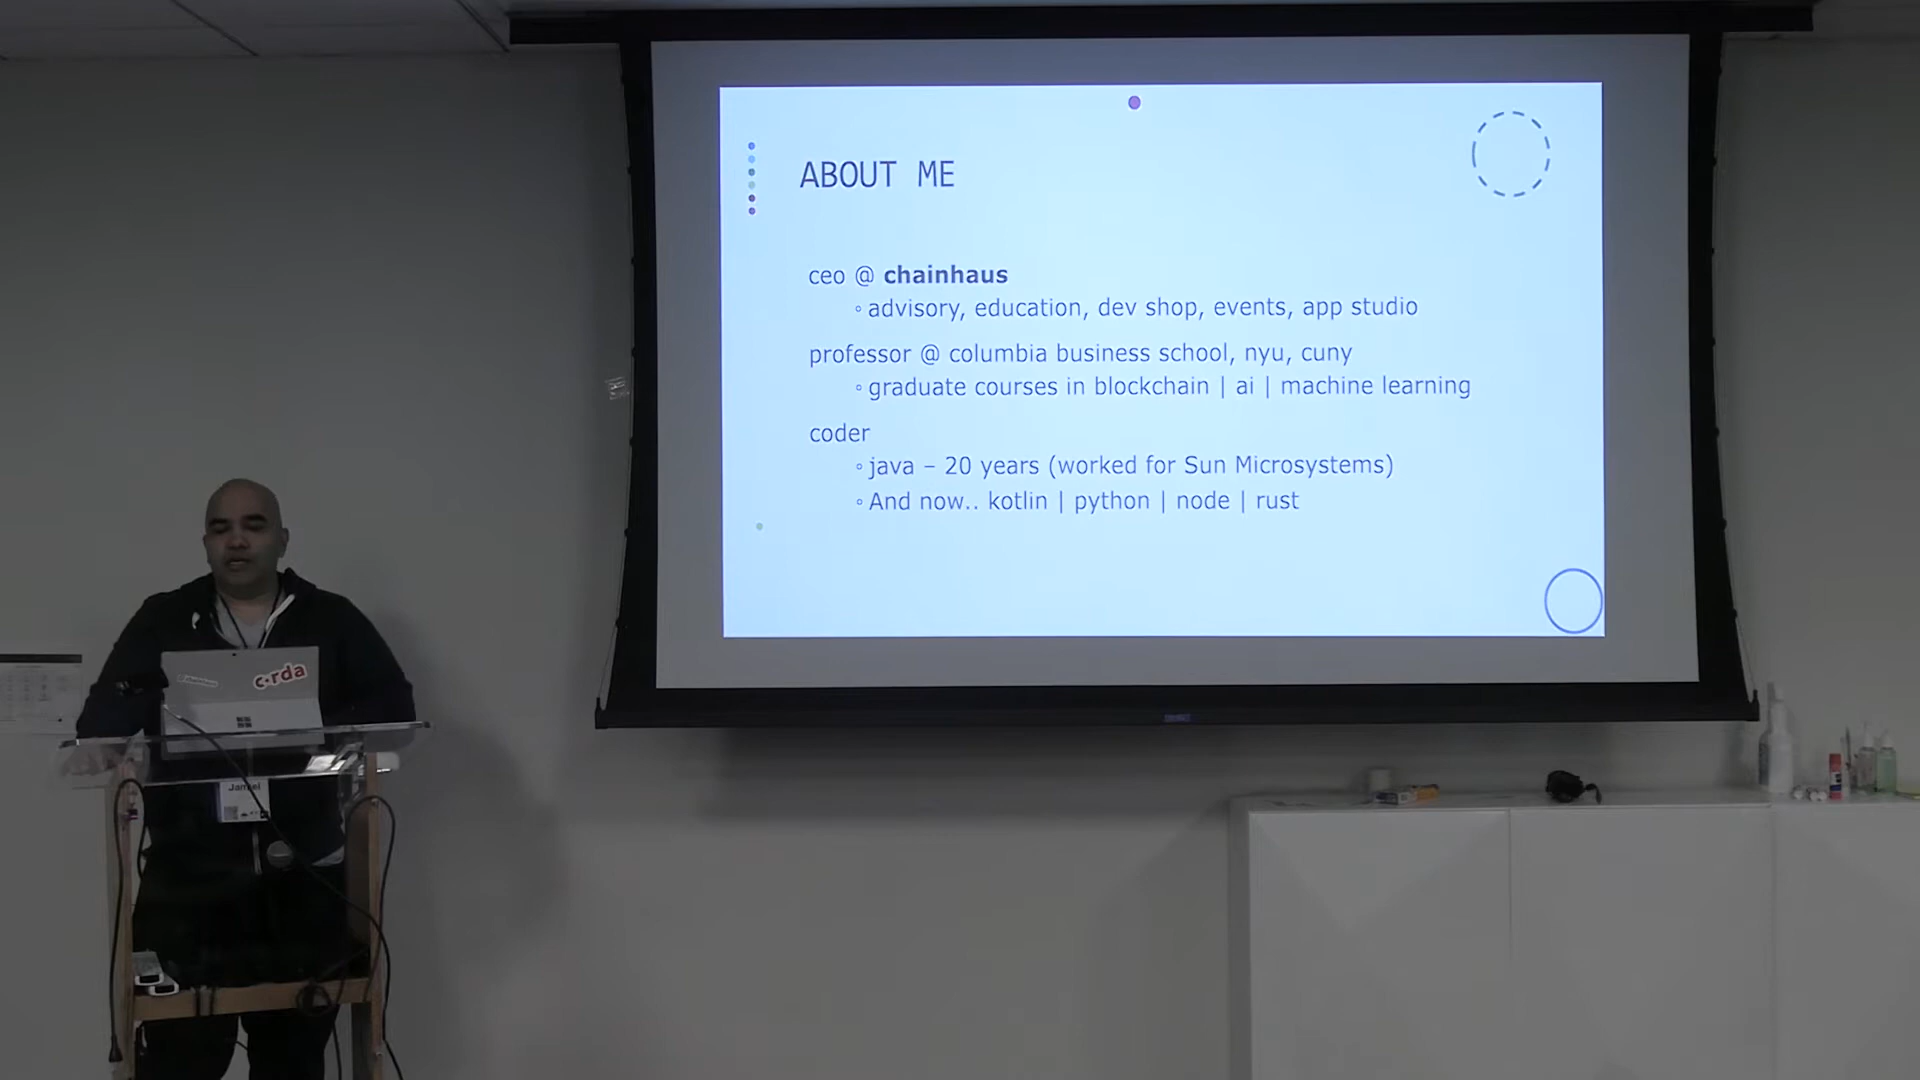 ABOUT ME
ceo @ chainhaus
◦ advisory, education, dev shop, events, app studio
professor @ columbia business school, nyu, cuny
◦ graduate courses in blockchain | ai | machine learning
coder
◦ java – 20 years (worked for Sun Microsystems)
◦ And now.. kotlin | python | node | rust
c·rda